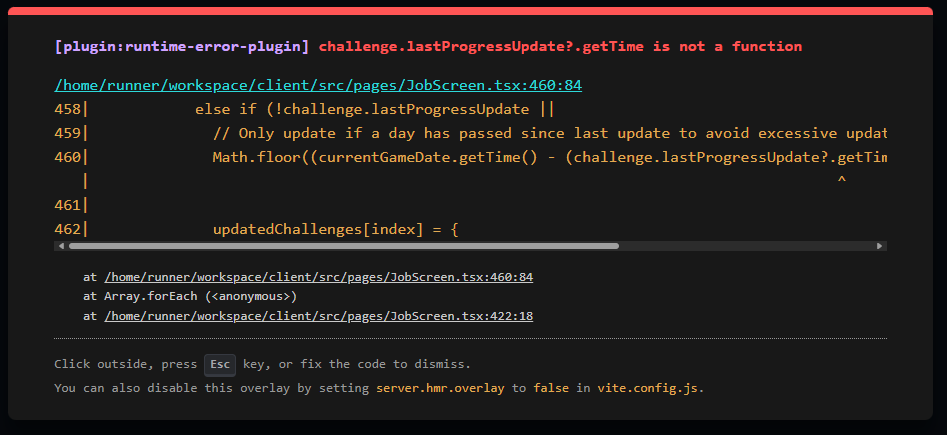 [plugin:runtime-error-plugin] challenge.lastProgressUpdate?.getTime is not a function
/home/runner/workspace/client/src/pages/JobScreen.tsx:460:84
458|            else if (!challenge.lastProgressUpdate ||
459|              // Only update if a day has passed since last update to avoid excessive updat
460|              Math.floor((currentGameDate.getTime() - (challenge.lastProgressUpdate?.getTim
   |                                                                                    ^
461|
462|              updatedChallenges[index] = {
at /home/runner/workspace/client/src/pages/JobScreen.tsx:460:84
at Array.forEach (<anonymous>)
at /home/runner/workspace/client/src/pages/JobScreen.tsx:422:18
Click outside, press Esc key, or fix the code to dismiss.
You can also disable this overlay by setting server.hmr.overlay to false in vite.config.js.